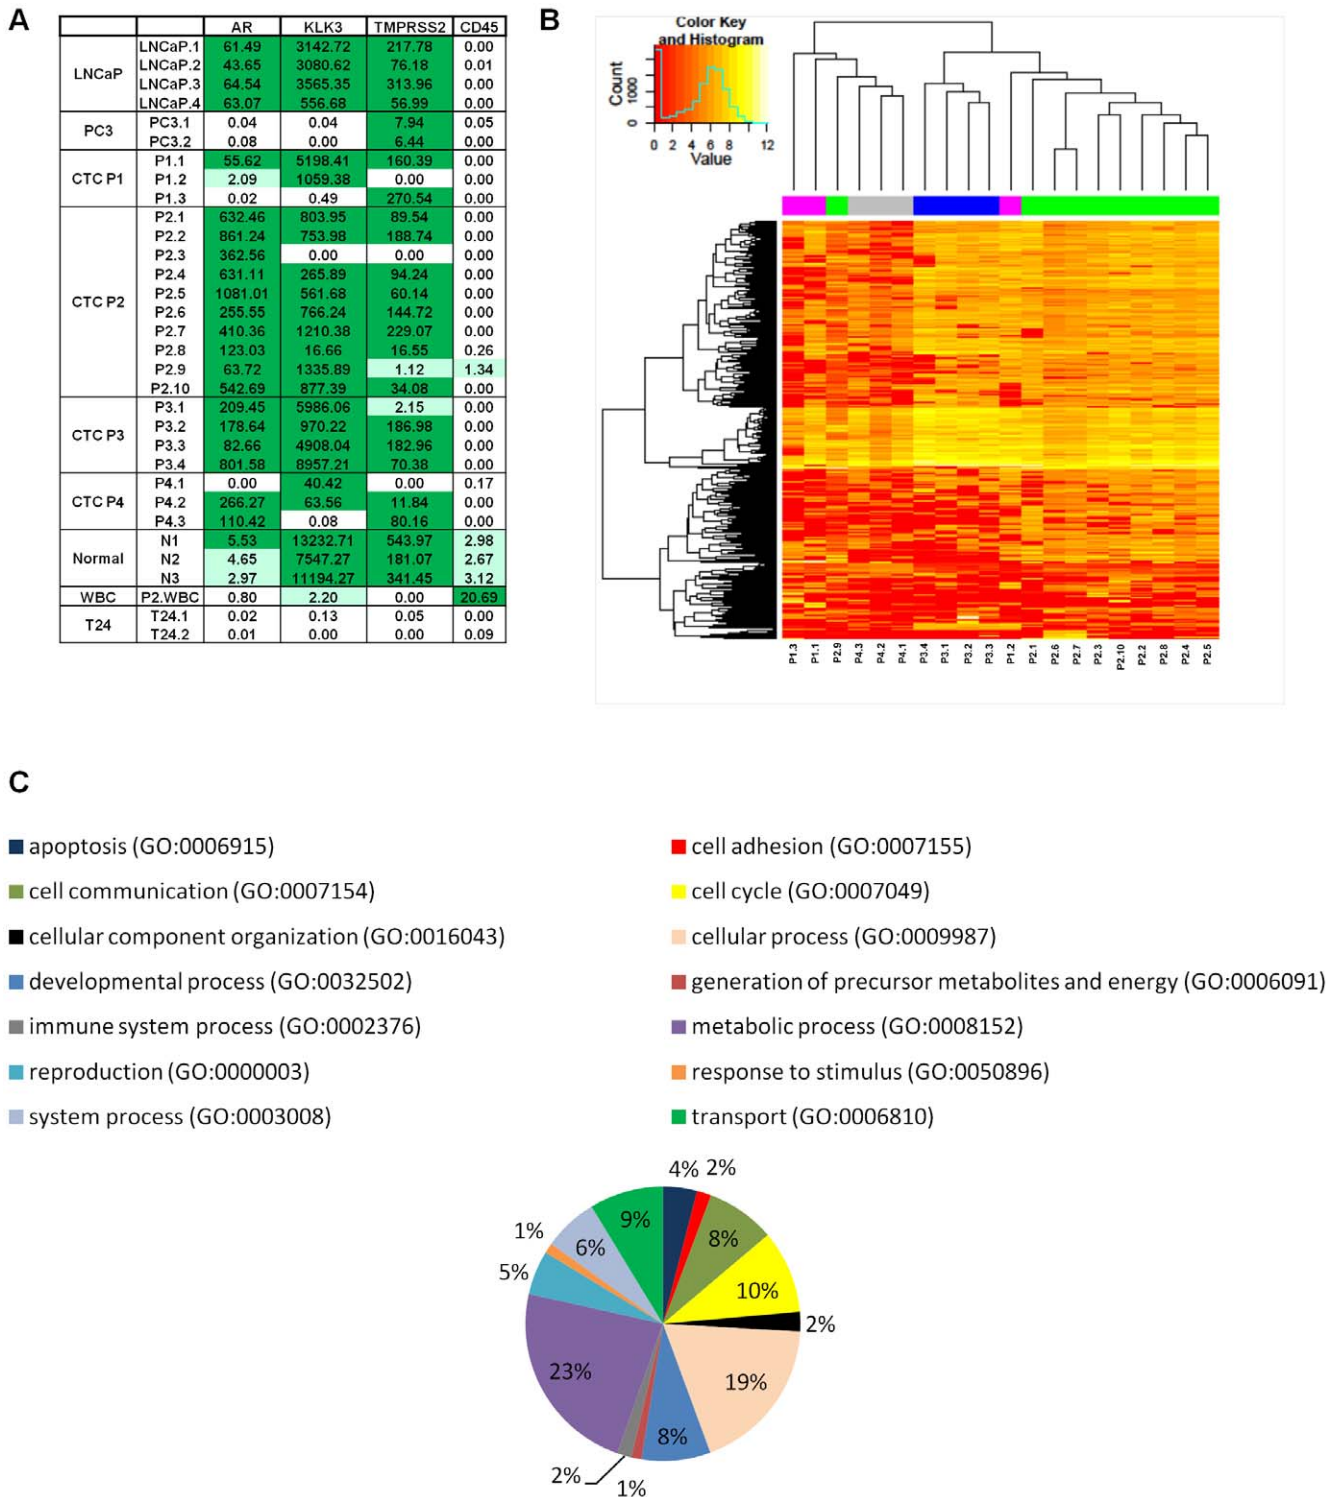 A
AR KLK3 TMPRSS2 CD45
LNCaP
LNCaP.1 61.49 3142.72 217.78 0.00
LNCaP.2 43.65 3080.62 76.18 0.01
LNCaP.3 64.54 3565.35 313.96 0.00
LNCaP.4 63.07 556.68 56.99 0.00
PC3
PC3.1 0.04 0.04 7.94 0.05
PC3.2 0.08 0.00 6.44 0.00
CTC P1
P1.1 55.62 5198.41 160.39 0.00
P1.2 2.09 1059.38 0.00 0.00
P1.3 0.02 0.49 270.54 0.00
CTC P2
P2.1 632.46 803.95 89.54 0.00
P2.2 861.24 753.98 188.74 0.00
P2.3 362.56 0.00 0.00 0.00
P2.4 631.11 265.89 94.24 0.00
P2.5 1081.01 561.68 60.14 0.00
P2.6 255.55 766.24 144.72 0.00
P2.7 410.36 1210.38 229.07 0.00
P2.8 123.03 16.66 16.55 0.26
P2.9 63.72 1335.89 1.12 1.34
P2.10 542.69 877.39 34.08 0.00
CTC P3
P3.1 209.45 5986.06 2.15 0.00
P3.2 178.64 970.22 186.98 0.00
P3.3 82.66 4908.04 182.96 0.00
P3.4 801.58 8957.21 70.38 0.00
CTC P4
P4.1 0.00 40.42 0.00 0.17
P4.2 266.27 63.56 11.84 0.00
P4.3 110.42 0.08 80.16 0.00
Normal
N1 5.53 13232.71 543.97 2.98
N2 4.65 7547.27 181.07 2.67
N3 2.97 11194.27 341.45 3.12
WBC P2.WBC 0.80 2.20 0.00 20.69
T24
T24.1 0.02 0.13 0.05 0.00
T24.2 0.01 0.00 0.00 0.09
B
Color Key
and Histogram
Count
0 1000
0 2 4 6 8 12
Value
P1.3 P1.1 P2.9 P4.3 P4.2 P4.1 P3.4 P3.1 P3.2 P3.3 P1.2 P2.1 P2.6 P2.7 P2.3 P2.10 P2.2 P2.8 P2.4 P2.5
C
apoptosis (GO:0006915) cell adhesion (GO:0007155)
cell communication (GO:0007154) cell cycle (GO:0007049)
cellular component organization (GO:0016043) cellular process (GO:0009987)
developmental process (GO:0032502) generation of precursor metabolites and energy (GO:0006091)
immune system process (GO:0002376) metabolic process (GO:0008152)
reproduction (GO:0000003) response to stimulus (GO:0050896)
system process (GO:0003008) transport (GO:0006810)
4% 2%
9%
1%
8%
6%
5%
10%
2%
23%
19%
8%
2%
1%